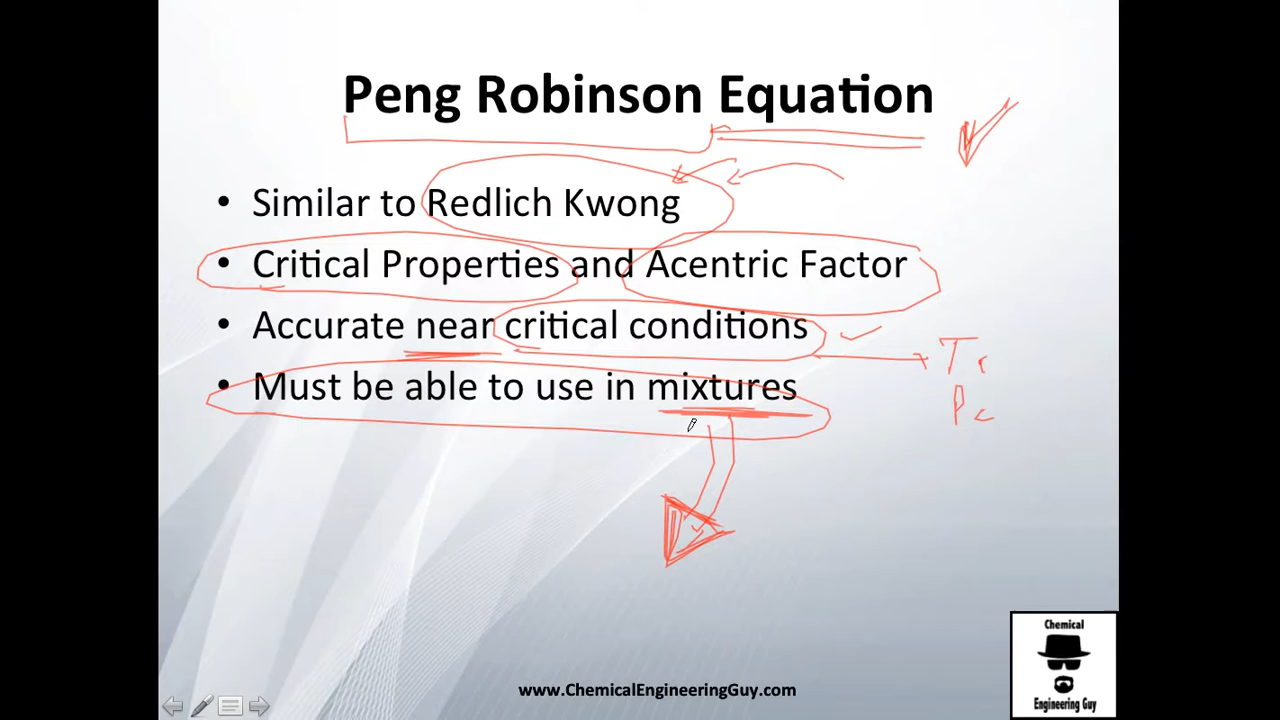 Peng Robinson Equation
• Similar to Redlich Kwong
• Critical Properties and Acentric Factor
• Accurate near critical conditions
• Must be able to use in mixtures
Tc
Pc
Chemical
Engineering Guy
www.ChemicalEngineeringGuy.com